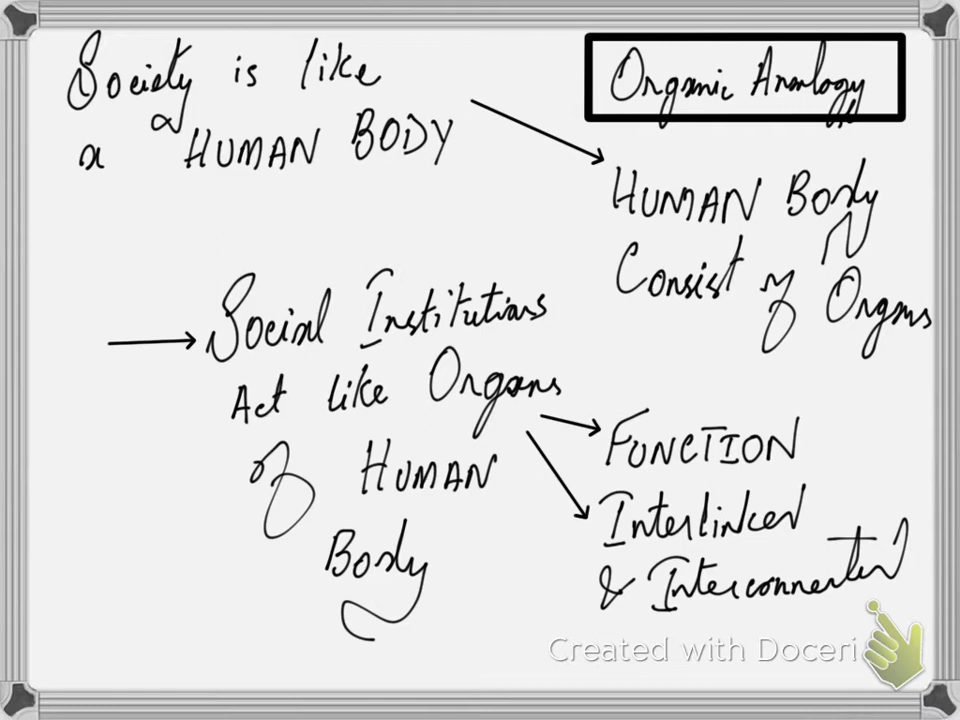 Society is like
a HUMAN BODY
Organic Analogy
HUMAN Body
Consist of Organs
Social Institutions
Act like Organs
of HUMAN
Body
FUNCTION
Interlinked
& Interconnected
Created with Doceri